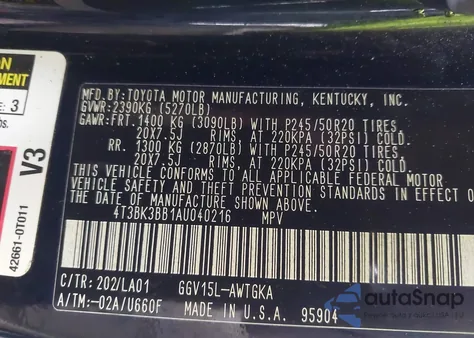 ON
EMENT
E: 3
bs.
V3
42661-0T011
MFD.BY:TOYOTA MOTOR MANUFACTURING, KENTUCKY, INC.
GVWR:2390KG (5270LB)
GAWR:FRT.1400 KG (3090LB) P245/50R20 TIRES,
20X7.5J RIMS, AT 220KPA (32PSI) COLD.
RR. 1300 KG (2870LB) P245/50R20 TIRES,
20X7.5J RIMS, AT 220KPA (32PSI) COLD.
THIS VEHICLE CONFORMS TO ALL APPLICABLE FEDERAL MOTOR
VEHICLE SAFETY AND THEFT PREVENTION STANDARDS IN EFFECT O
THE DATE OF MANUFACTURE SHOWN ABOVE.
4T3BK3BB1AU040216 MPV
C/TR:202/LA01 GGV15L-AWTGKA
A/TM:-02A/U660F MADE IN U.S.A. 95904
autoSnap